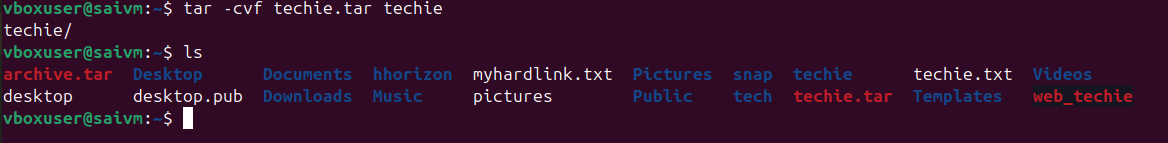 vboxuser@saivm:~$ tar -cvf techie.tar techie
techie/
vboxuser@saivm:~$ ls
archive.tar Desktop Documents hhorizon myhardlink.txt Pictures snap techie techie.txt Videos
desktop desktop.pub Downloads Music pictures Public tech techie.tar Templates web_techie
vboxuser@saivm:~$